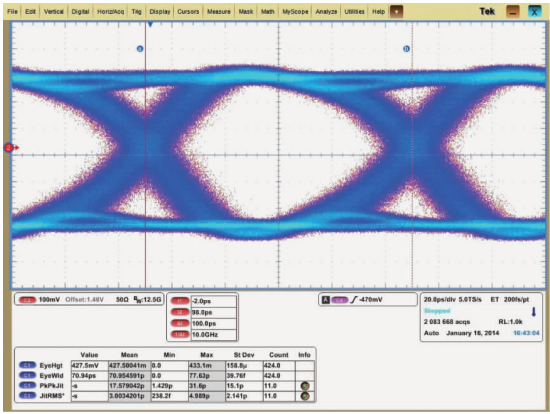 File Edit Vertical Digital Horiz/Acq Trig Display Cursors Measure Mask Math MyScope Analyze Utilities Help Tek X
a b
100mV Offset:1.46V 50Ω BW:12.5G
-2.0ps
98.0ps
100.0ps
10.0GHz
A -470mV
20.0ps/div 5.0TS/s ET 200fs/pt
Stopped
2 083 668 acqs RL:1.0k
Auto January 16, 2014 16:43:04
Value Mean Min Max St Dev Count Info
EyeHgt 427.5mV 427.50041m 0.0 433.1m 158.8µ 424.0
EyeWid 70.94ps 70.954591p 0.0 77.63p 39.76f 424.0
PkPkJit -s 17.579042p 1.429p 31.6p 15.1p 11.0
JitRMS* -s 3.0034201p 238.2f 4.989p 2.141p 11.0